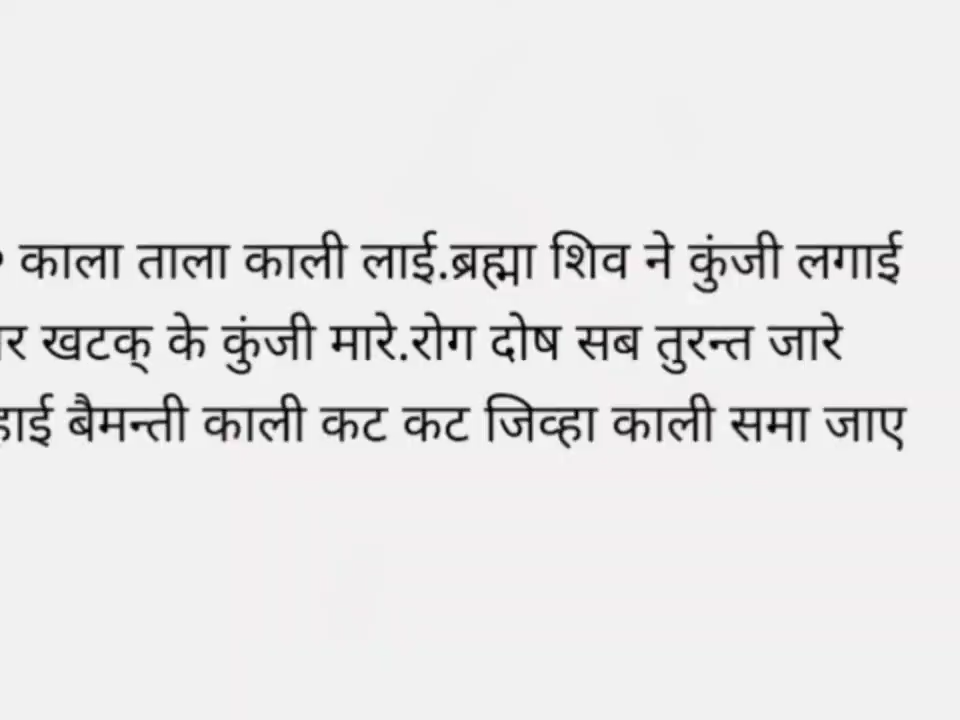 काला ताला काली लाई.ब्रह्मा शिव ने कुंजी लगाई
खटक् के कुंजी मारे.रोग दोष सब तुरन्त जारे
बैमन्ती काली कट कट जिव्हा काली समा जाए